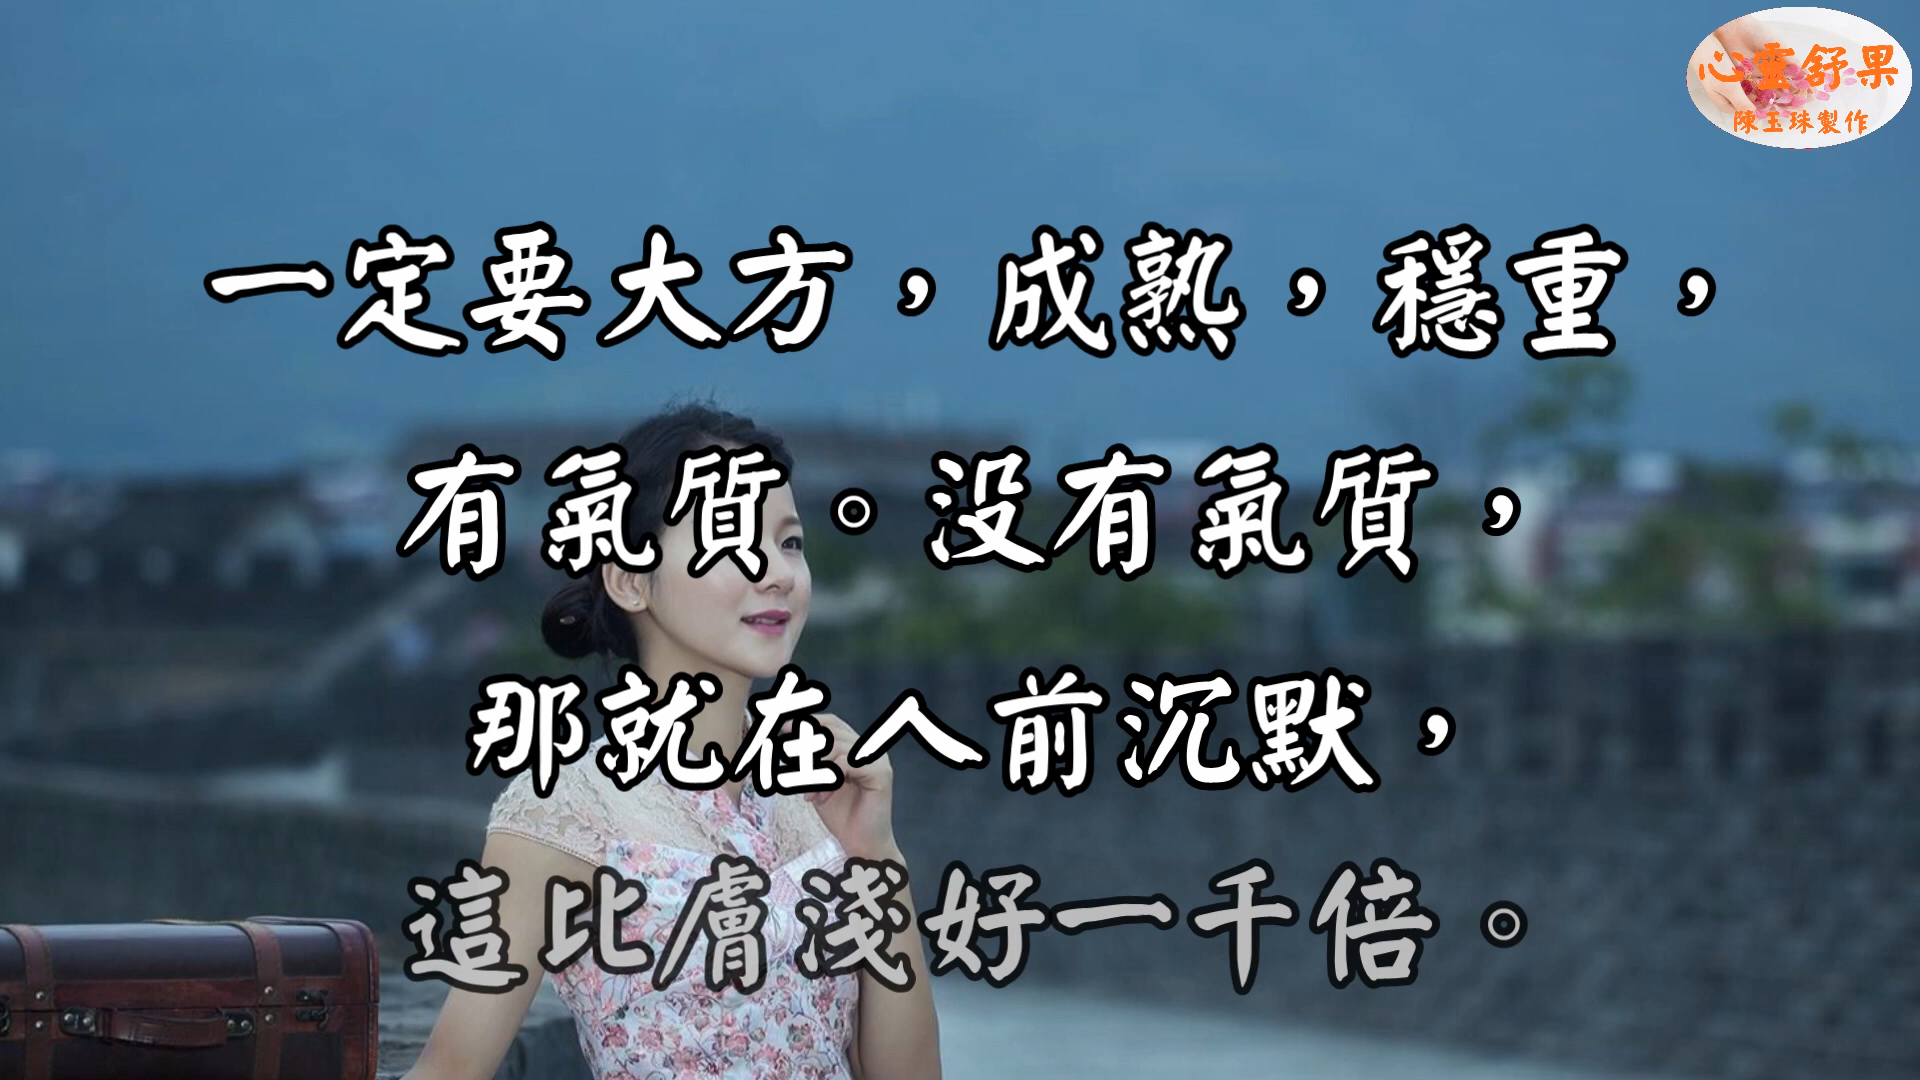 心靈舒果
陳玉珠製作
一定要大方，成熟，穩重，
有氣質。没有氣質，
那就在人前沉默，
這比膚淺好一千倍。